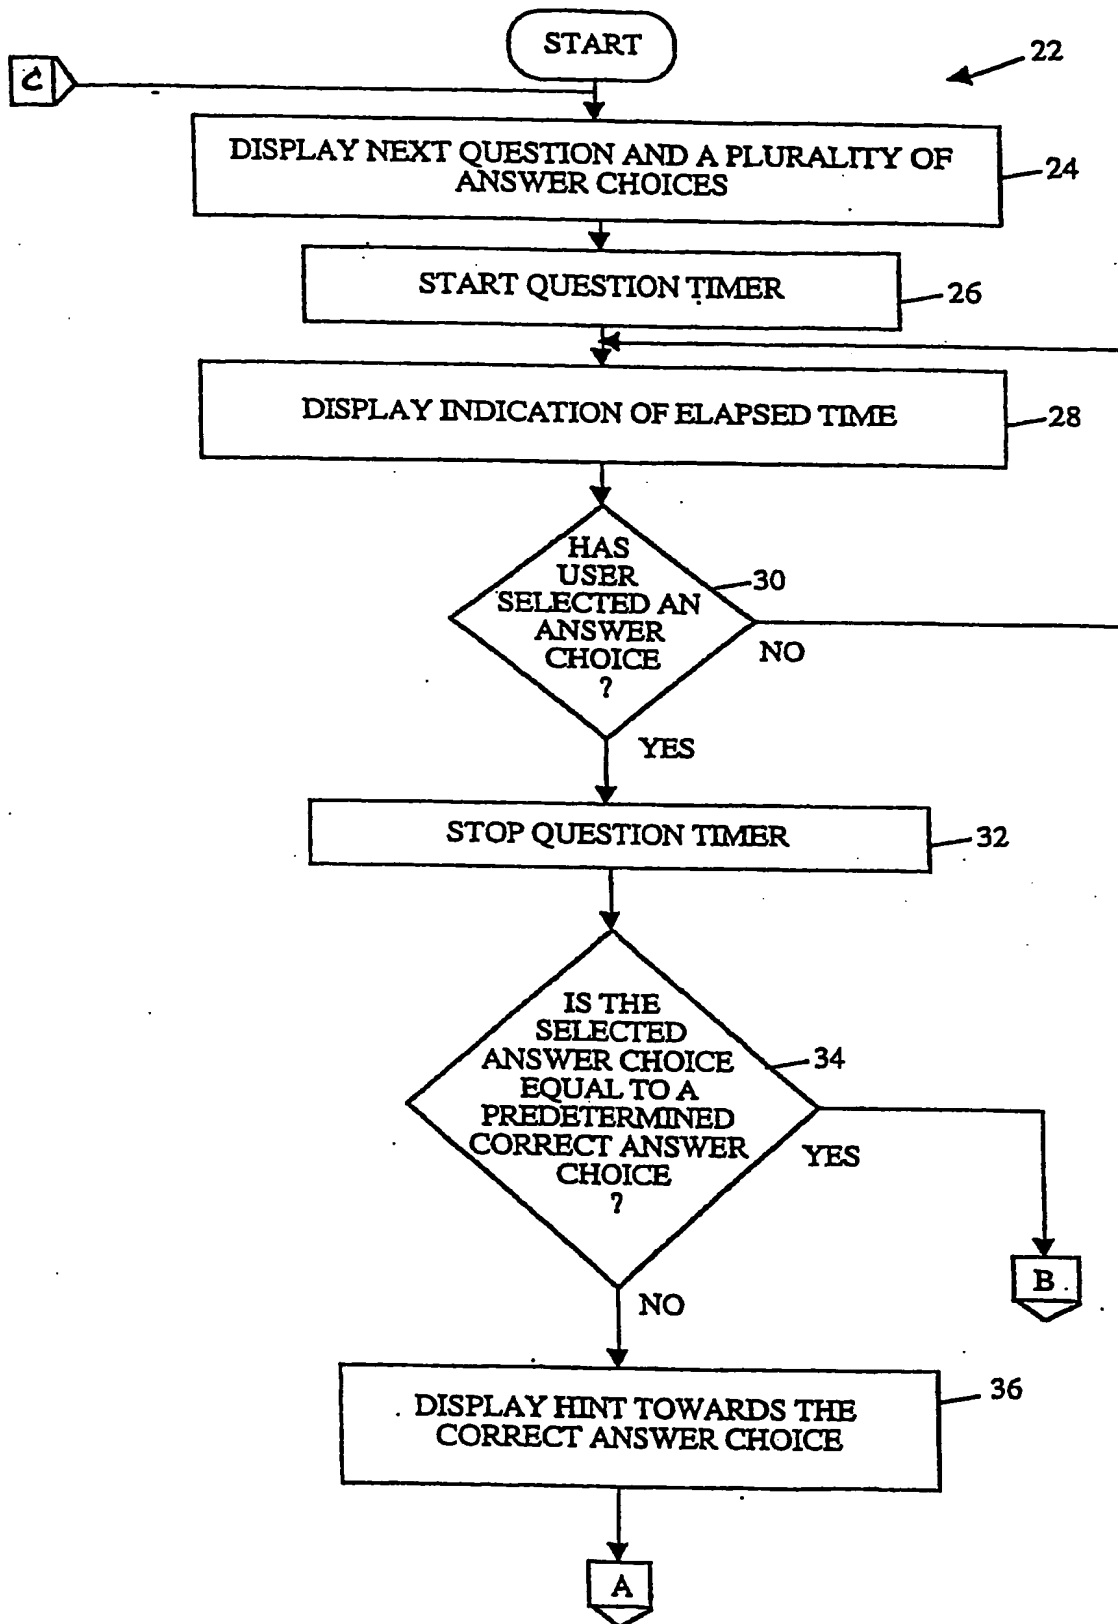 START
22
C
DISPLAY NEXT QUESTION AND A PLURALITY OF
ANSWER CHOICES
24
START QUESTION TIMER
26
DISPLAY INDICATION OF ELAPSED TIME
28
HAS
USER
SELECTED AN
ANSWER
CHOICE
?
30
NO
YES
STOP QUESTION TIMER
32
IS THE
SELECTED
ANSWER CHOICE
EQUAL TO A
PREDETERMINED
CORRECT ANSWER
CHOICE
?
34
YES
B
NO
DISPLAY HINT TOWARDS THE
CORRECT ANSWER CHOICE
36
A